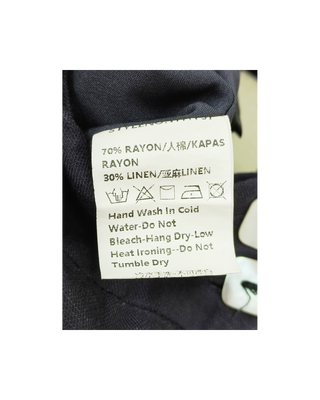 70% RAYON/人棉/KAPAS
RAYON
30% LINEN/亚麻LINEN
Hand Wash In Cold
Water-Do Not
Bleach-Hang Dry-Low
Heat Ironing--Do Not
Tumble Dry